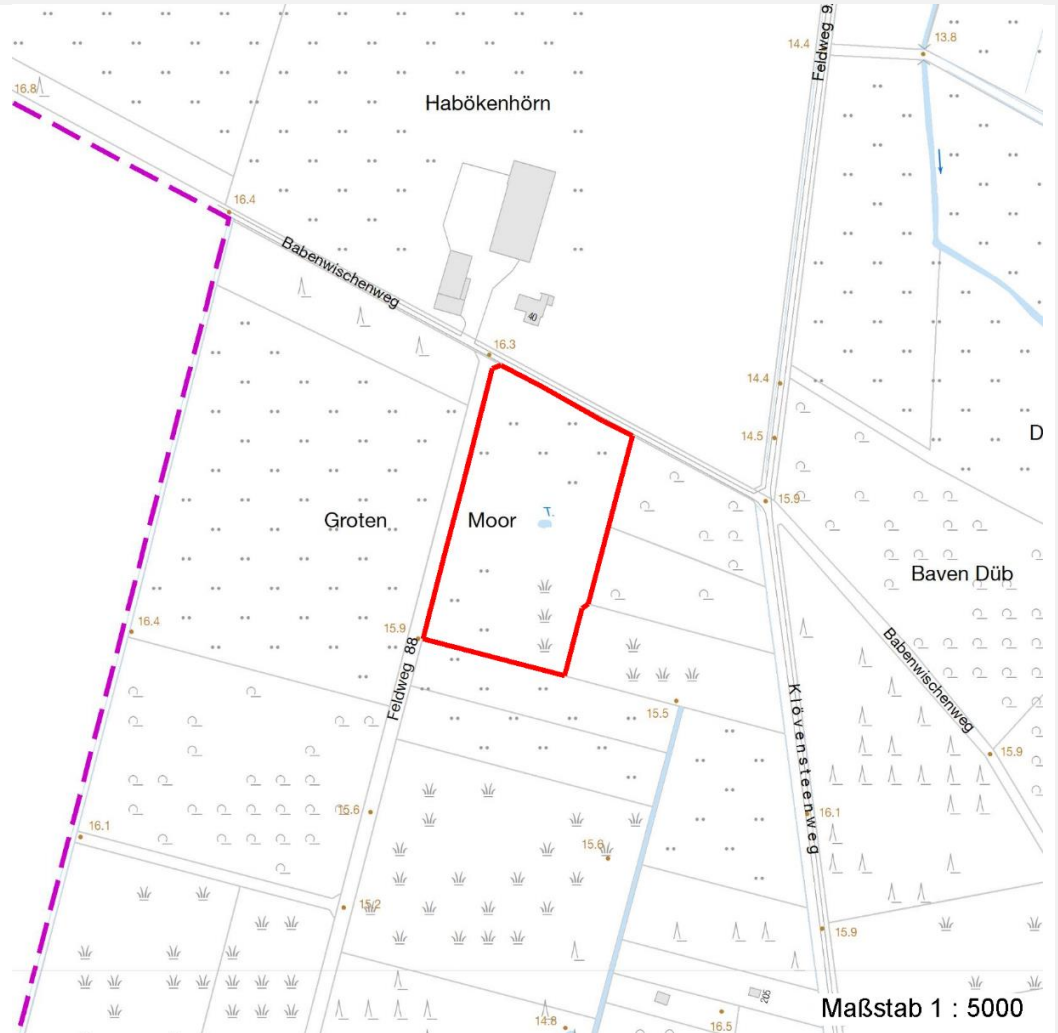 Feldweg 9
14.4
13.8
16.8
Habökenhörn
16.4
Babenwischenweg
40
16.3
14.4
14.5
D
15.9
Groten
Moor
T.
Baven Düb
16.4
15.9
Feldweg 88
Babenwischenweg
15.5
Klövensteenweg
15.9
15.6
16.1
16.1
15.6
15.2
15.9
205
14.8
16.5
Maßstab 1 : 5000